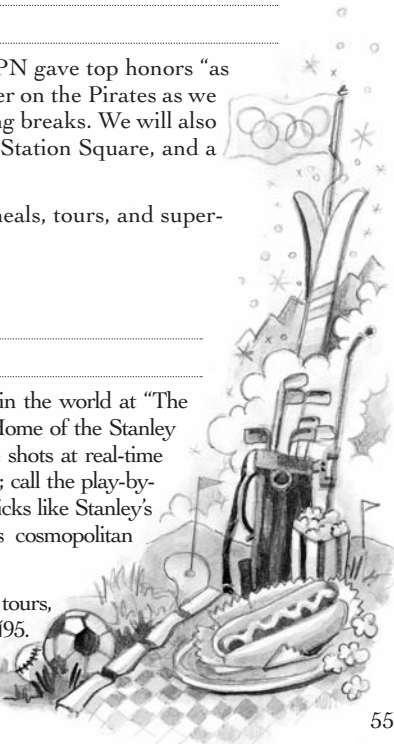 PN gave top honors “as
er on the Pirates as we
ng breaks. We will also
Station Square, and a
neals, tours, and super-
in the world at “The
Home of the Stanley
shots at real-time
; call the play-by-
icks like Stanley’s
s cosmopolitan
tours,
95.
55